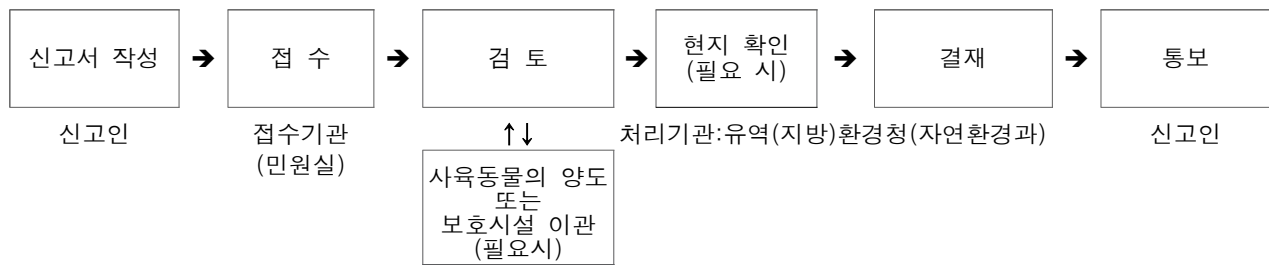 신고서 작성 ➔ 접 수 ➔ 검 토 ➔ 현지 확인 (필요 시) ➔ 결재 ➔ 통보
신고인
접수기관
(민원실)
↑↓
처리기관:유역(지방)환경청(자연환경과)
신고인
사육동물의 양도
또는
보호시설 이관
(필요시)